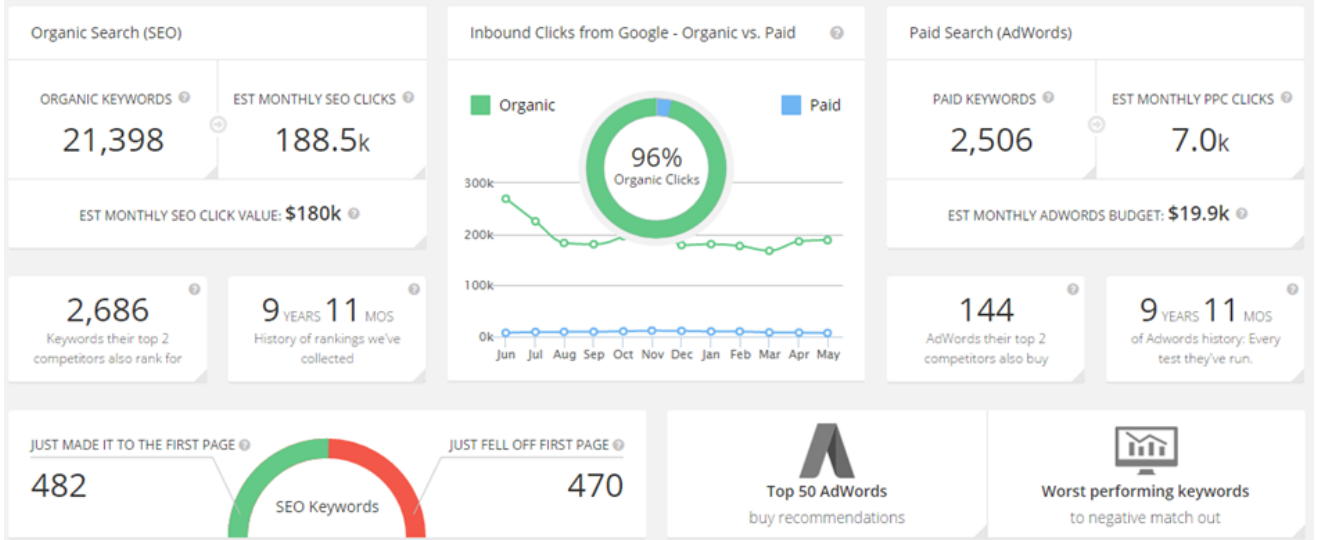 Organic Search (SEO)
ORGANIC KEYWORDS ?
21,398
EST MONTHLY SEO CLICKS ?
188.5k
EST MONTHLY SEO CLICK VALUE: $180k ?
2,686
Keywords their top 2
competitors also rank for
?
9 YEARS 11 MOS
History of rankings we've
collected
?
Inbound Clicks from Google - Organic vs. Paid ?
Organic
Paid
96%
Organic Clicks
300k
200k
100k
0k
Jun Jul Aug Sep Oct Nov Dec Jan Feb Mar Apr May
Paid Search (AdWords)
PAID KEYWORDS ?
2,506
EST MONTHLY PPC CLICKS ?
7.0k
EST MONTHLY ADWORDS BUDGET: $19.9k ?
144
AdWords their top 2
competitors also buy
?
9 YEARS 11 MOS
of Adwords history: Every
test they've run.
?
JUST MADE IT TO THE FIRST PAGE ?
482
SEO Keywords
JUST FELL OFF FIRST PAGE ?
470
Top 50 AdWords
buy recommendations
Worst performing keywords
to negative match out